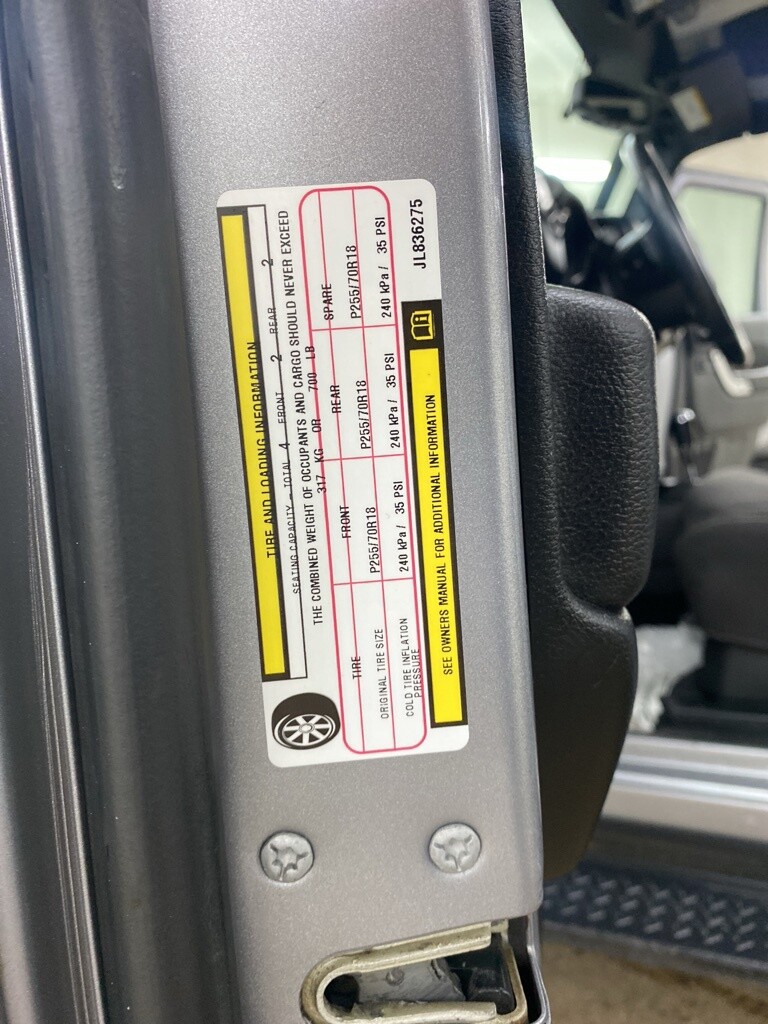 TIRE AND LOADING INFORMATION
SEATING CAPACITY - TOTAL 4 FRONT 2 REAR 2
THE COMBINED WEIGHT OF OCCUPANTS AND CARGO SHOULD NEVER EXCEED
317 KG OR 700 LB
TIRE FRONT REAR SPARE
ORIGINAL TIRE SIZE P255/70R18 P255/70R18 P255/70R18
COLD TIRE INFLATION PRESSURE 240 kPa / 35 PSI 240 kPa / 35 PSI 240 kPa / 35 PSI
SEE OWNERS MANUAL FOR ADDITIONAL INFORMATION
JL836275